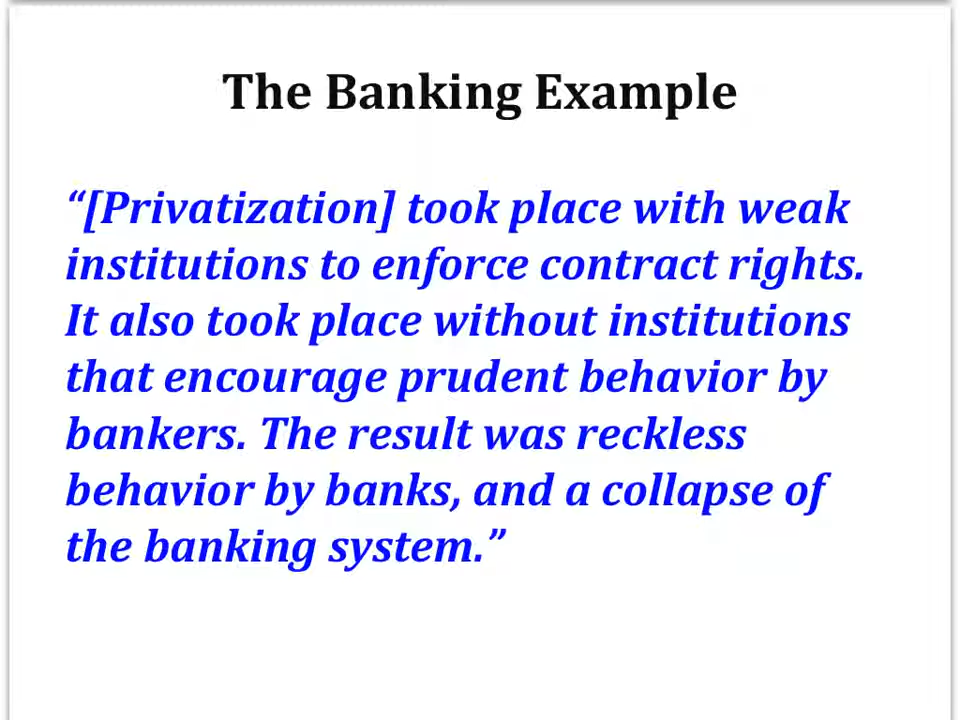 The Banking Example
“[Privatization] took place with weak
institutions to enforce contract rights.
It also took place without institutions
that encourage prudent behavior by
bankers. The result was reckless
behavior by banks, and a collapse of
the banking system.”